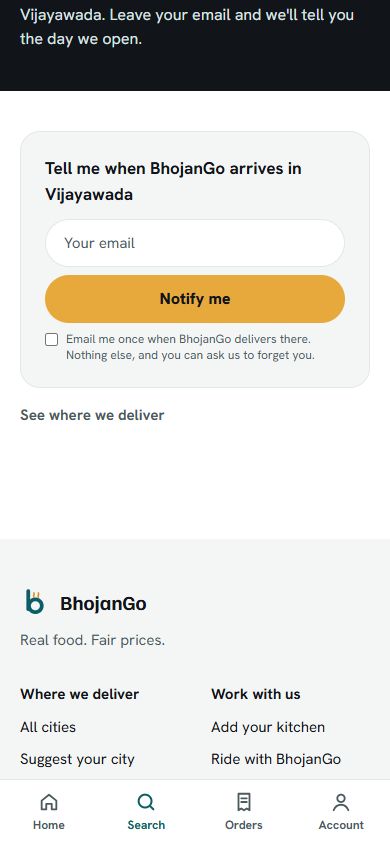 Vijayawada. Leave your email and we'll tell you
the day we open.
Tell me when BhojanGo arrives in
Vijayawada
Your email
Notify me
Email me once when BhojanGo delivers there.
Nothing else, and you can ask us to forget you.
See where we deliver
BhojanGo
Real food. Fair prices.
Where we deliver
All cities
Suggest your city
Work with us
Add your kitchen
Ride with BhojanGo
Home
Search
Orders
Account